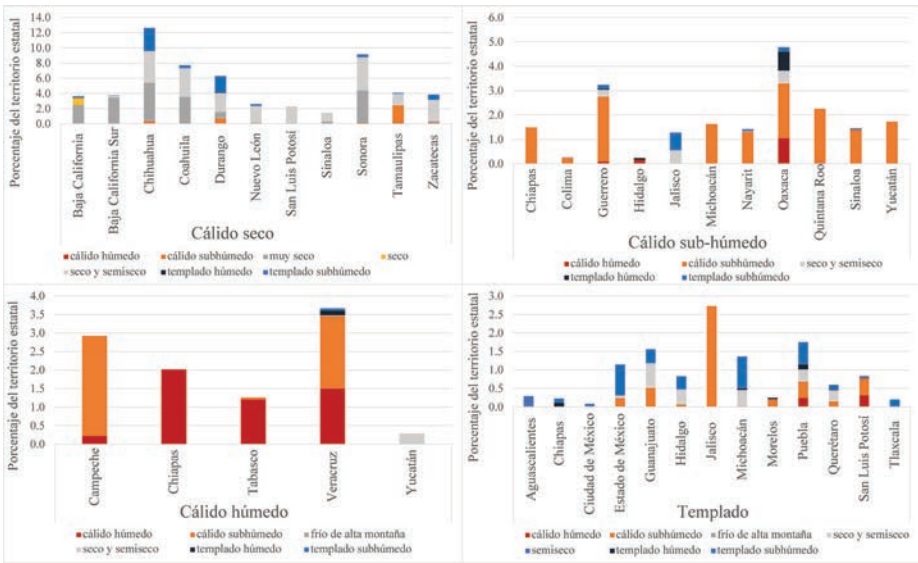 Porcentaje del territorio estatal
14.0
12.0
10.0
8.0
6.0
4.0
2.0
0.0
Baja California
Baja California Sur
Chihuahua
Coahuila
Durango
Nuevo León
San Luis Potosí
Sinaloa
Sonora
Tamaulipas
Zacatecas
Cálido seco
cálido húmedo
cálido subhúmedo
muy seco
seco
seco y semiseco
templado húmedo
templado subhúmedo
Porcentaje del territorio estatal
6.0
5.0
4.0
3.0
2.0
1.0
0.0
Chiapas
Colima
Guerrero
Hidalgo
Jalisco
Michoacán
Nayarit
Oaxaca
Quintana Roo
Sinaloa
Yucatán
Cálido sub-húmedo
cálido húmedo
cálido subhúmedo
seco y semiseco
templado húmedo
templado subhúmedo
Porcentaje del territorio estatal
4.0
3.5
3.0
2.5
2.0
1.5
1.0
0.5
0.0
Campeche
Chiapas
Tabasco
Veracruz
Yucatán
Cálido húmedo
cálido húmedo
cálido subhúmedo
frío de alta montaña
seco y semiseco
templado húmedo
templado subhúmedo
Porcentaje del territorio estatal
3.0
2.5
2.0
1.5
1.0
0.5
0.0
Aguascalientes
Chiapas
Ciudad de México
Estado de México
Guanajuato
Hidalgo
Jalisco
Michoacán
Morelos
Puebla
Querétaro
San Luis Potosí
Tlaxcala
Templado
cálido húmedo
cálido subhúmedo
frío de alta montaña
seco y semiseco
semiseco
templado húmedo
templado subhúmedo